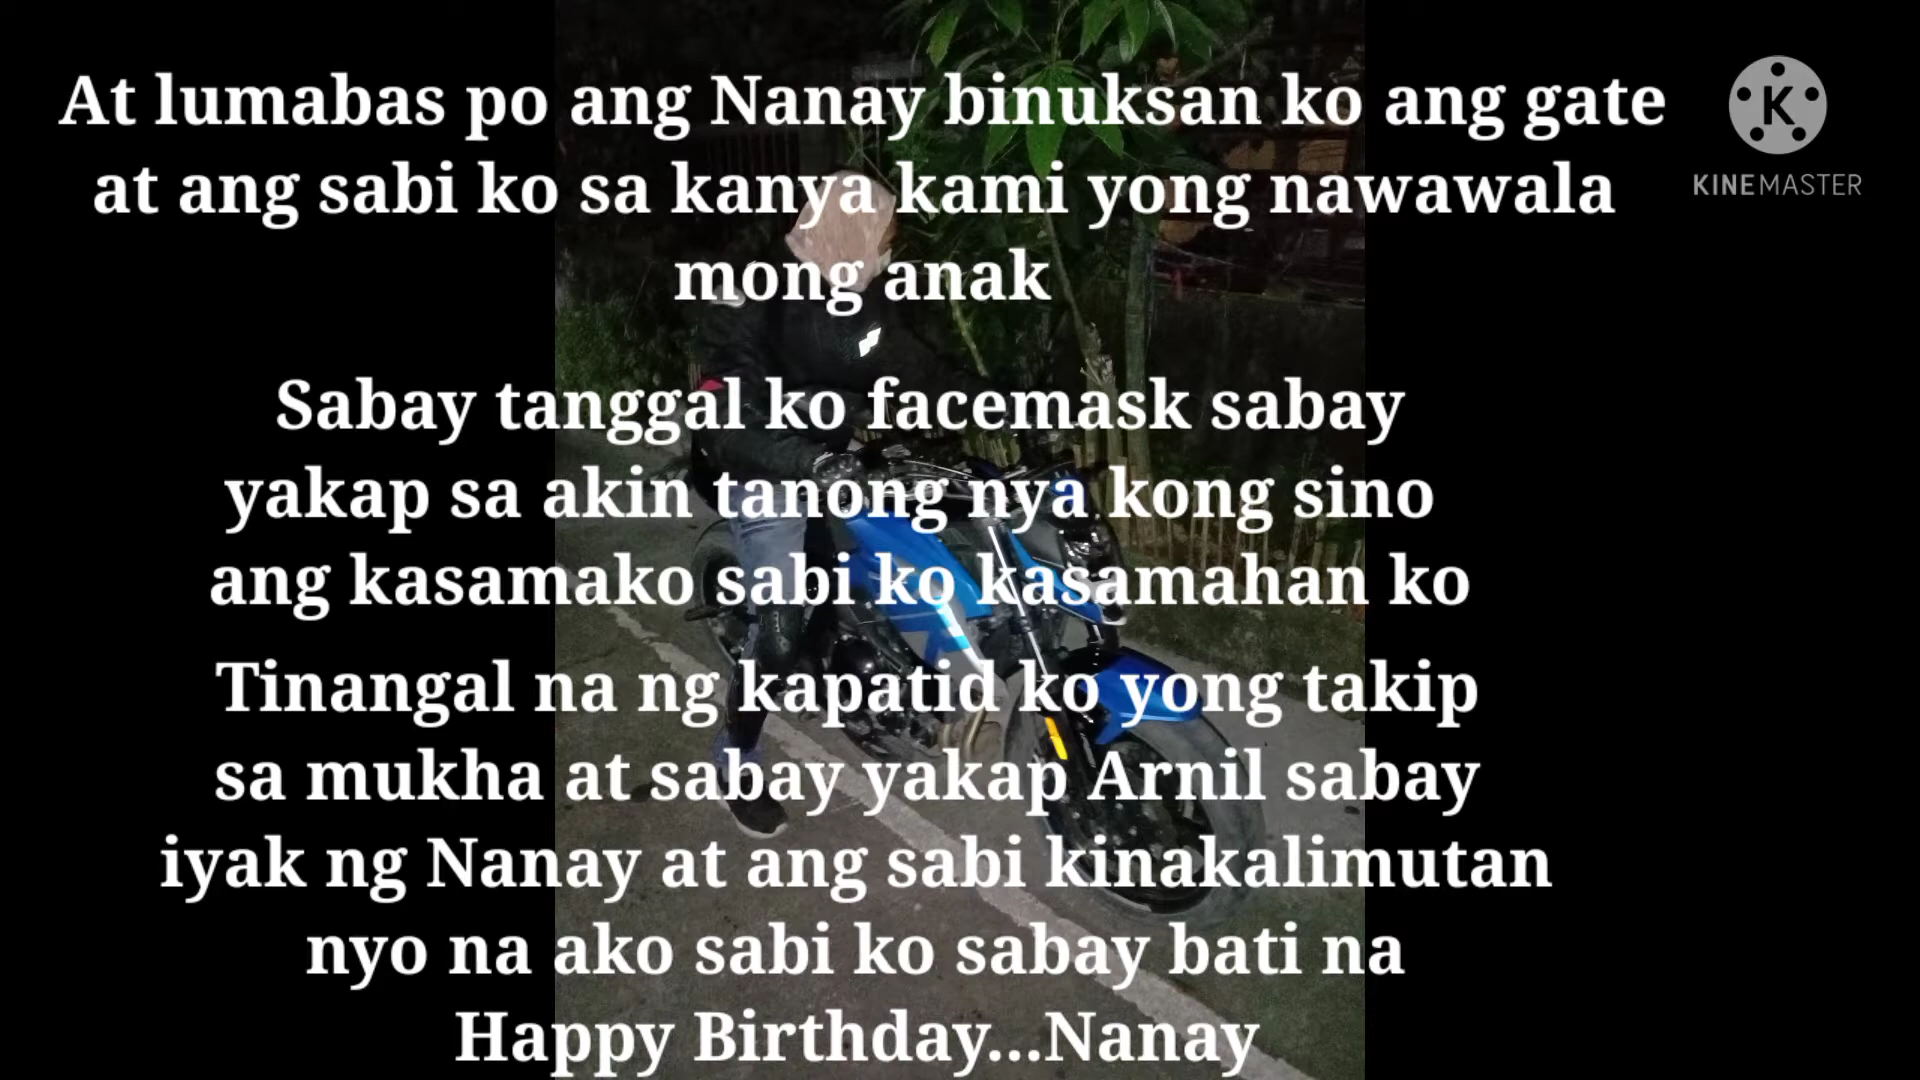 At lumabas po ang Nanay binuksan ko ang gate
at ang sabi ko sa kanya kami yong nawawala
mong anak
Sabay tanggal ko facemask sabay
yakap sa akin tanong nya kong sino
ang kasamako sabi ko kasamahan ko
Tinangal na ng kapatid ko yong takip
sa mukha at sabay yakap Arnil sabay
iyak ng Nanay at ang sabi kinakalimutan
nyo na ako sabi ko sabay bati na
Happy Birthday...Nanay
K
KINEMASTER